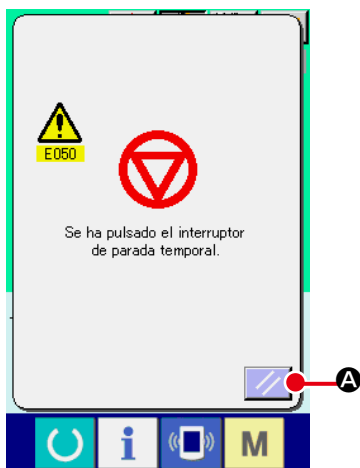 E050
Se ha pulsado el interruptor
de parada temporal.
A
i
M